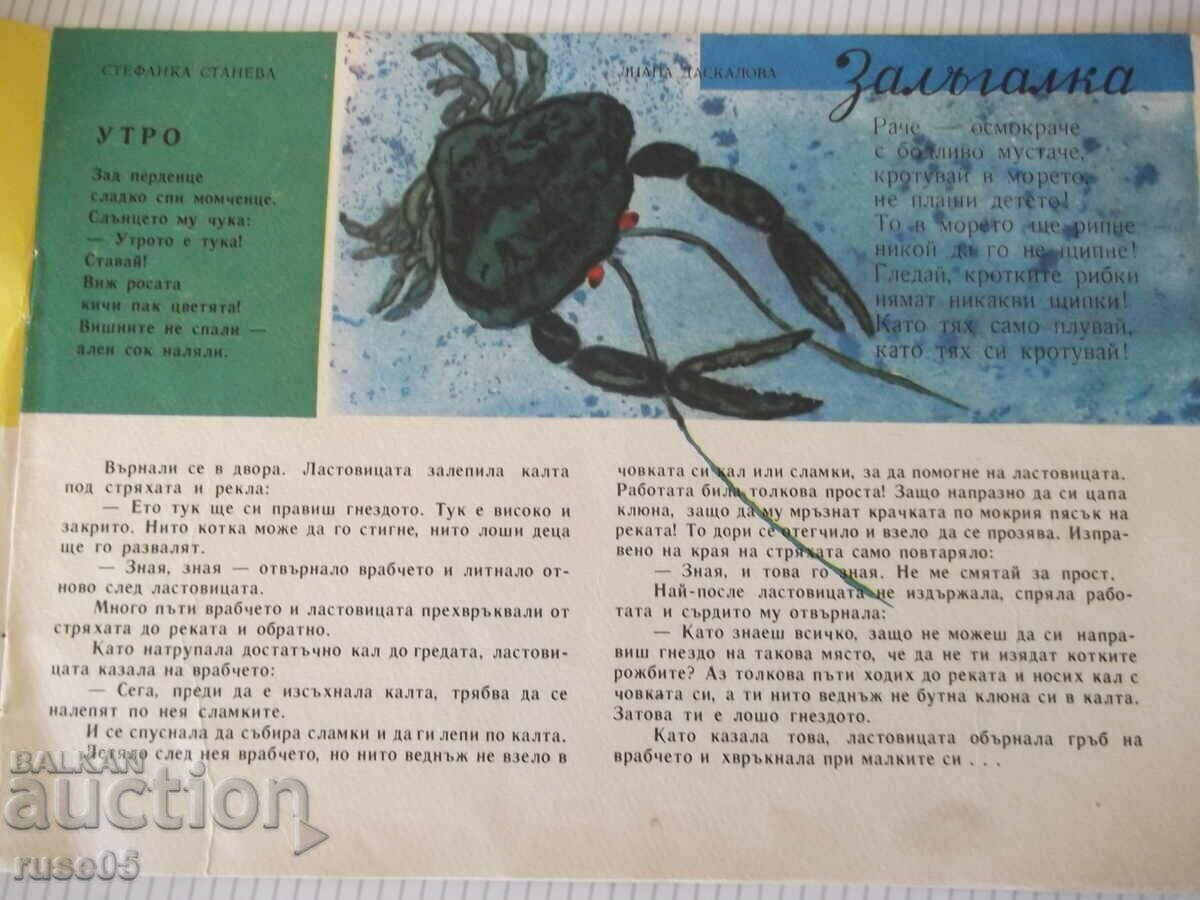 СТЕФАНКА СТАНЕВА
УТРО
Зад перденце
сладко спи момченце.
Слънцето му чука:
— Утрото е тука!
Ставай!
Виж росата
кичи пак цветята!
Вишните не спали —
ален сок наляли.
ЛИАНА ДАСКАЛОВА
Залъгалка
Раче — осмокраче
с бодливо мустаче,
кротувай в морето,
не плаши детето!
То в морето ще рипне
никой да го не щипне!
Гледай, кротките рибки
нямат никакви щипки!
Като тях само плувай,
като тях си кротувай!
Върнали се в двора. Ластовицата залепила калта
под стряхата и рекла:
— Ето тук ще си правиш гнездото. Тук е високо и
закрито. Нито котка може да го стигне, нито лоши деца
ще го развалят.
— Зная, зная — отвърнало врабчето и литнало от-
ново след ластовицата.
Много пъти врабчето и ластовицата прехвръквали от
стряхата до реката и обратно.
Като натрупала достатъчно кал до гредата, ластови-
цата казала на врабчето:
— Сега, преди да е изсъхнала калта, трябва да се
налепят по нея сламките.
И се спуснала да събира сламки и да ги лепи по калта.
Летяло след нея врабчето, но нито веднъж не взело в
човката си кал или сламки, за да помогне на ластовицата.
Работата била толкова проста! Защо напразно да си цапа
клюна, защо да му мръзнат крачката по мокрия пясък на
реката! То дори се отегчило и взело да се прозява. Изпра-
вено на края на стряхата само повтаряло:
— Зная, и това го зная. Не ме смятай за прост.
Най-после ластовицата не издържала, спряла рабо-
тата и сърдито му отвърнала:
— Като знаеш всичко, защо не можеш да си напра-
виш гнездо на такова място, че да не ти изядат котките
рожбите? Аз толкова пъти ходих до реката и носих кал с
човката си, а ти нито веднъж не бутна клюна си в калта.
Затова ти е лошо гнездото.
Като казала това, ластовицата обърнала гръб на
врабчето и хвръкнала при малките си . . .
BALKAN
auction
ruse05